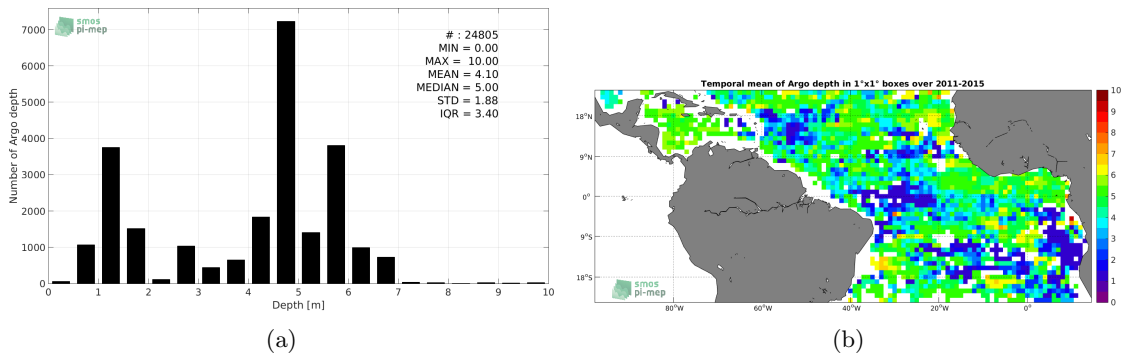 smos
pi-mep
# : 24805
MIN = 0.00
MAX = 10.00
MEAN = 4.10
MEDIAN = 5.00
STD = 1.88
IQR = 3.40
Number of Argo depth
7000
6000
5000
4000
3000
2000
1000
0
0 1 2 3 4 5 6 7 8 9 10
Depth [m]
(a)
Temporal mean of Argo depth in 1°x1° boxes over 2011-2015
18°N
9°N
0°
9°S
18°S
80°W 60°W 40°W 20°W 0°
smos
pi-mep
10
9
8
7
6
5
4
3
2
1
0
(b)